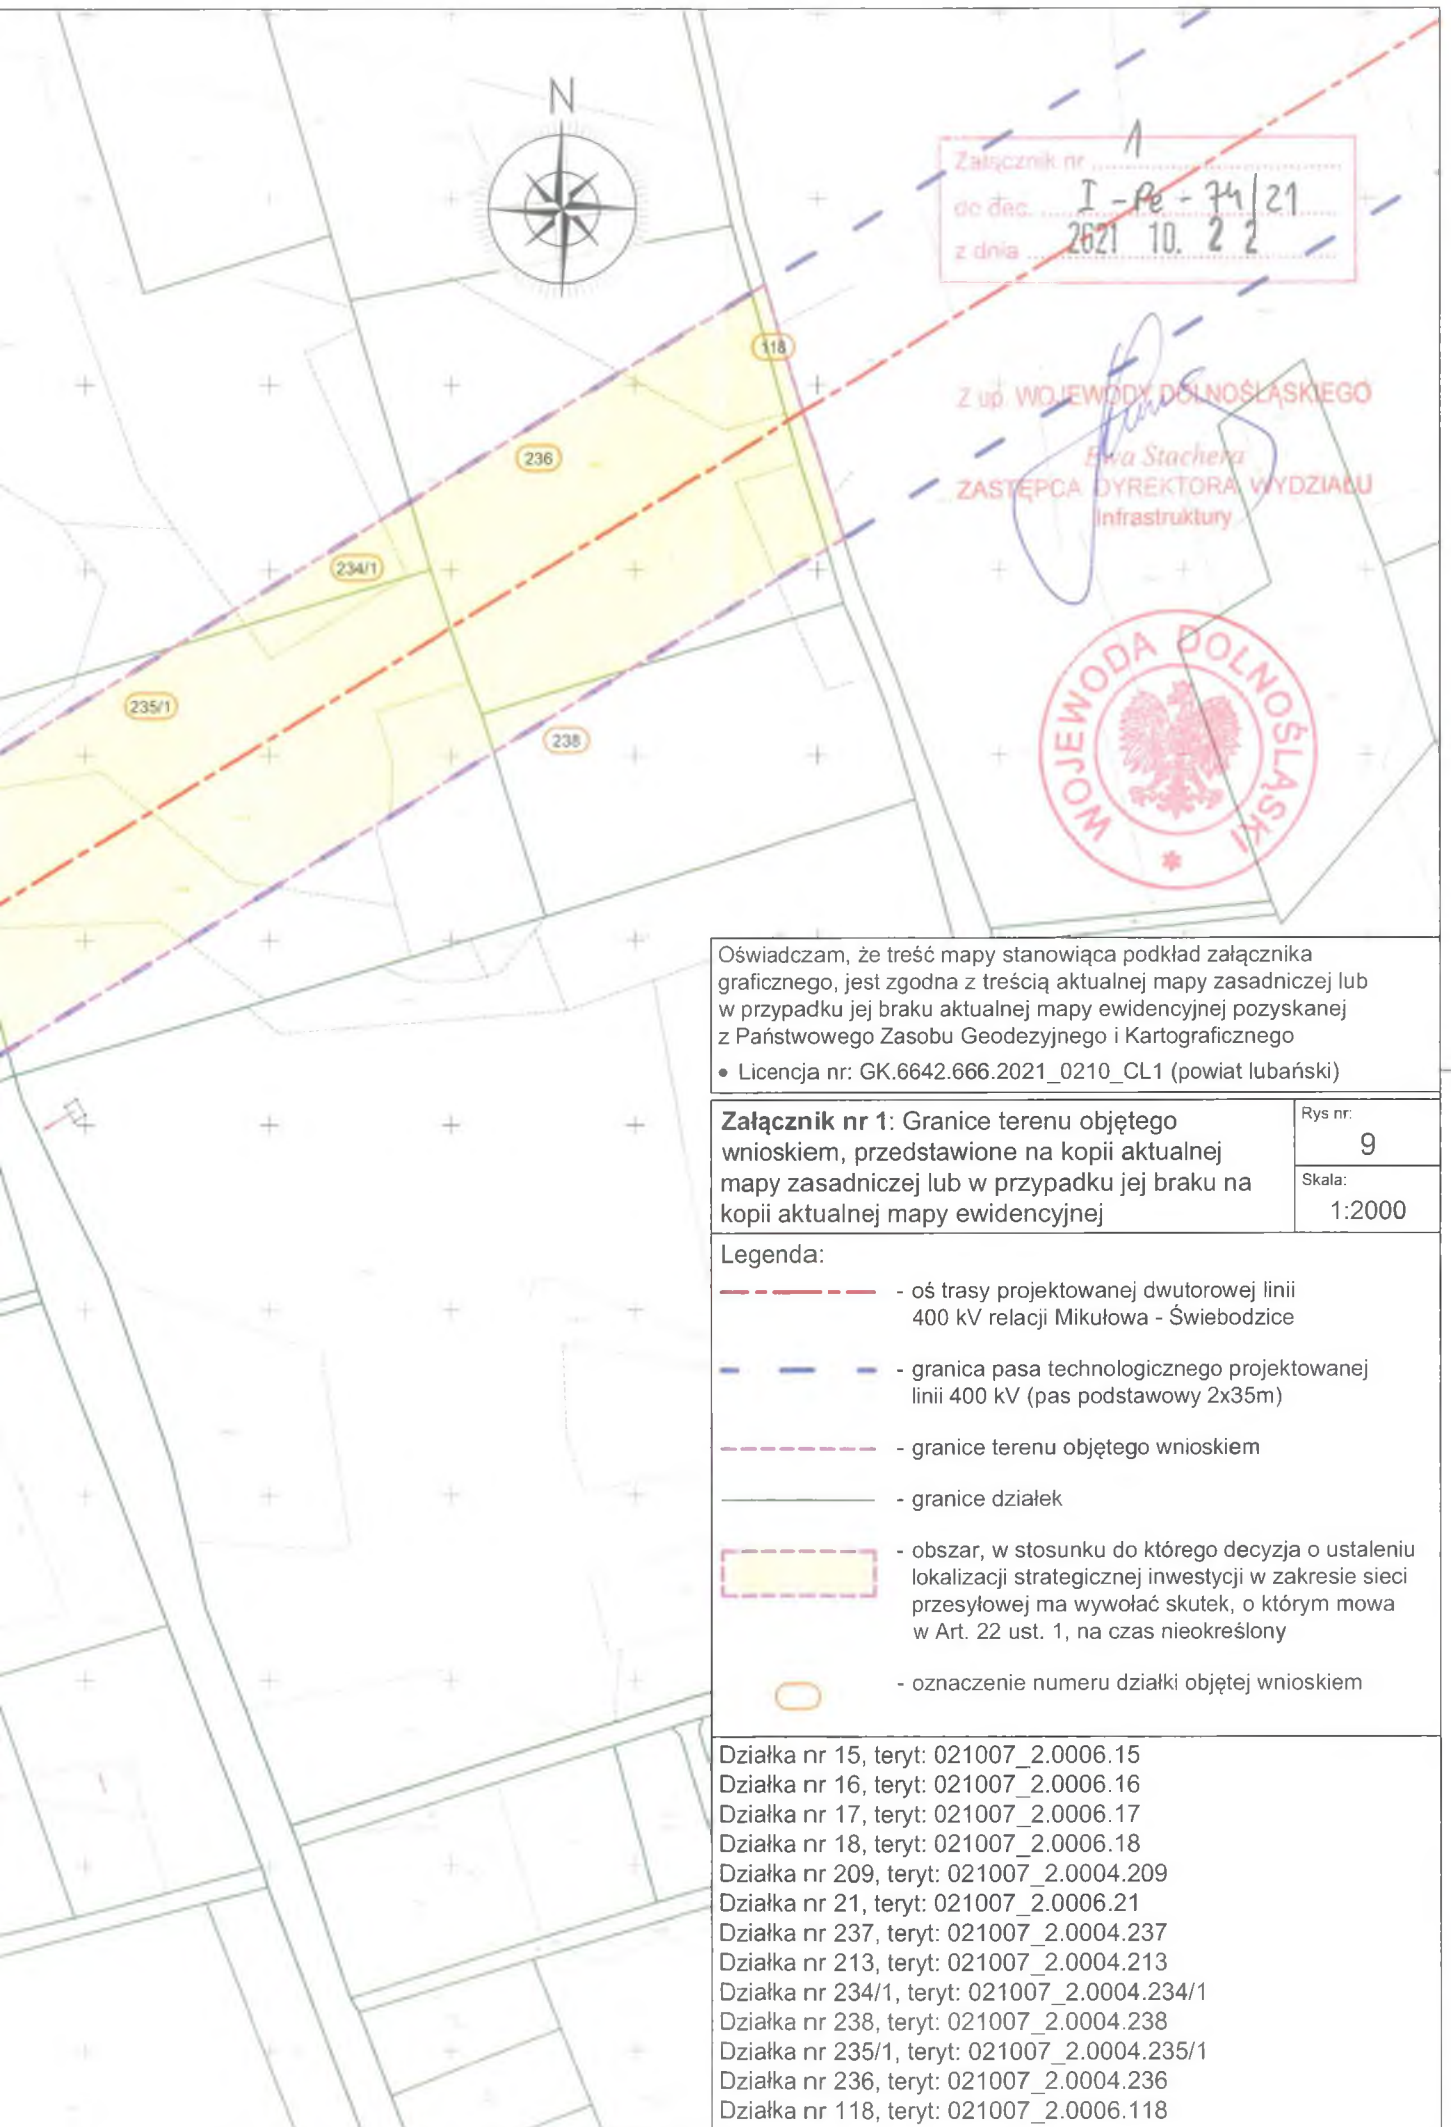 N
Załącznik nr 1
do dec. I-Pe-74/21
z dnia 2021 10. 22
118
Z up. WOJEWODY DOLNOŚLĄSKIEGO
236
Ewa Stachera
ZASTĘPCA DYREKTORA WYDZIAŁU
Infrastruktury
234/1
WOJEWODA DOLNOŚLĄSKI
235/1
238
Oświadczam, że treść mapy stanowiąca podkład załącznika
graficznego, jest zgodna z treścią aktualnej mapy zasadniczej lub
w przypadku jej braku aktualnej mapy ewidencyjnej pozyskanej
z Państwowego Zasobu Geodezyjnego i Kartograficznego
• Licencja nr: GK.6642.666.2021_0210_CL1 (powiat lubański)
Załącznik nr 1: Granice terenu objętego
wnioskiem, przedstawione na kopii aktualnej
mapy zasadniczej lub w przypadku jej braku na
kopii aktualnej mapy ewidencyjnej
Rys nr:
9
Skala:
1:2000
Legenda:
- oś trasy projektowanej dwutorowej linii
400 kV relacji Mikułowa - Świebodzice
- granica pasa technologicznego projektowanej
linii 400 kV (pas podstawowy 2x35m)
- granice terenu objętego wnioskiem
- granice działek
- obszar, w stosunku do którego decyzja o ustaleniu
lokalizacji strategicznej inwestycji w zakresie sieci
przesyłowej ma wywołać skutek, o którym mowa
w Art. 22 ust. 1, na czas nieokreślony
- oznaczenie numeru działki objętej wnioskiem
Działka nr 15, teryt: 021007_2.0006.15
Działka nr 16, teryt: 021007_2.0006.16
Działka nr 17, teryt: 021007_2.0006.17
Działka nr 18, teryt: 021007_2.0006.18
Działka nr 209, teryt: 021007_2.0004.209
Działka nr 21, teryt: 021007_2.0006.21
Działka nr 237, teryt: 021007_2.0004.237
Działka nr 213, teryt: 021007_2.0004.213
Działka nr 234/1, teryt: 021007_2.0004.234/1
Działka nr 238, teryt: 021007_2.0004.238
Działka nr 235/1, teryt: 021007_2.0004.235/1
Działka nr 236, teryt: 021007_2.0004.236
Działka nr 118, teryt: 021007_2.0006.118